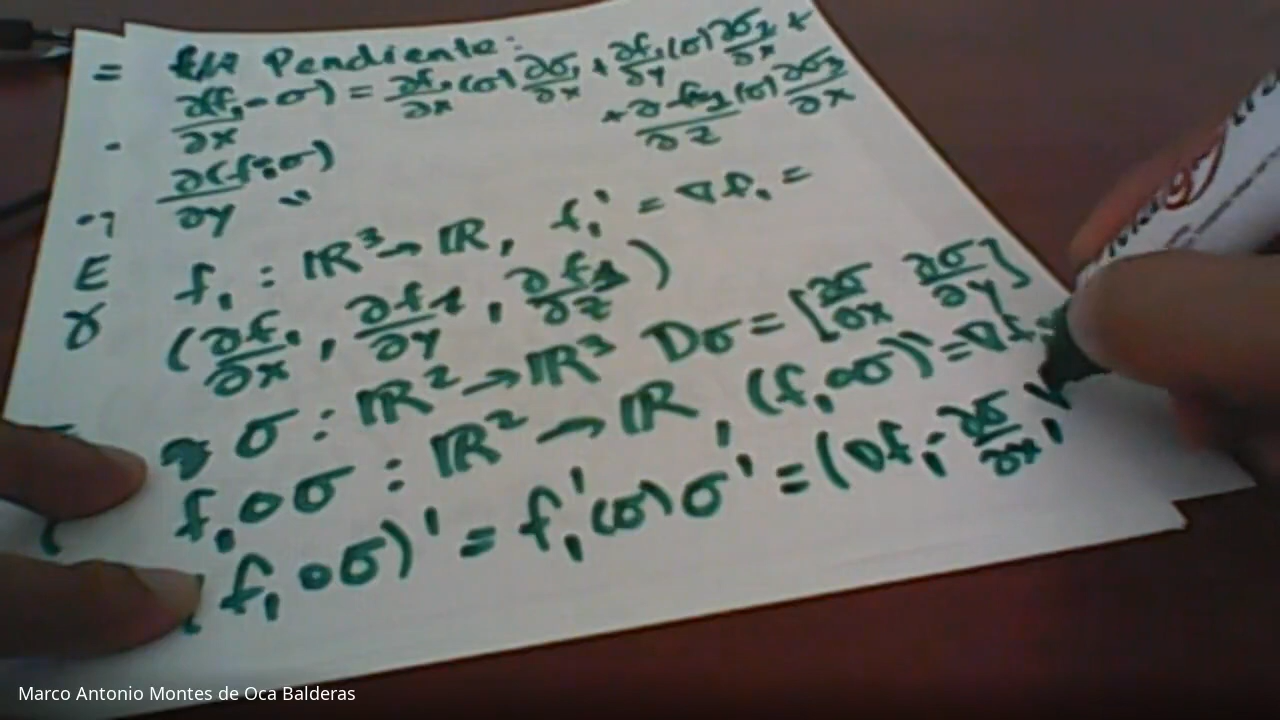 = Pendiente:
∂(f₁∘σ)/∂x = ∂f₁/∂x (σ) ∂σ₁/∂x + ∂f₁/∂y (σ) ∂σ₂/∂x +
+ ∂f₁/∂z (σ) ∂σ₃/∂x
∂(f₁∘σ)/∂y "
f₁ : ℝ³→ℝ, f₁' = ∇f₁ =
(∂f₁/∂x, ∂f₁/∂y, ∂f₁/∂z)
σ : ℝ²→ℝ³ Dσ = [∂σ/∂x ∂σ/∂y]
f₁∘σ : ℝ²→ℝ, (f₁∘σ)' = ∇f₁
(f₁∘σ)' = f₁'(σ)σ' = (∇f₁·∂σ/∂x,
Marco Antonio Montes de Oca Balderas